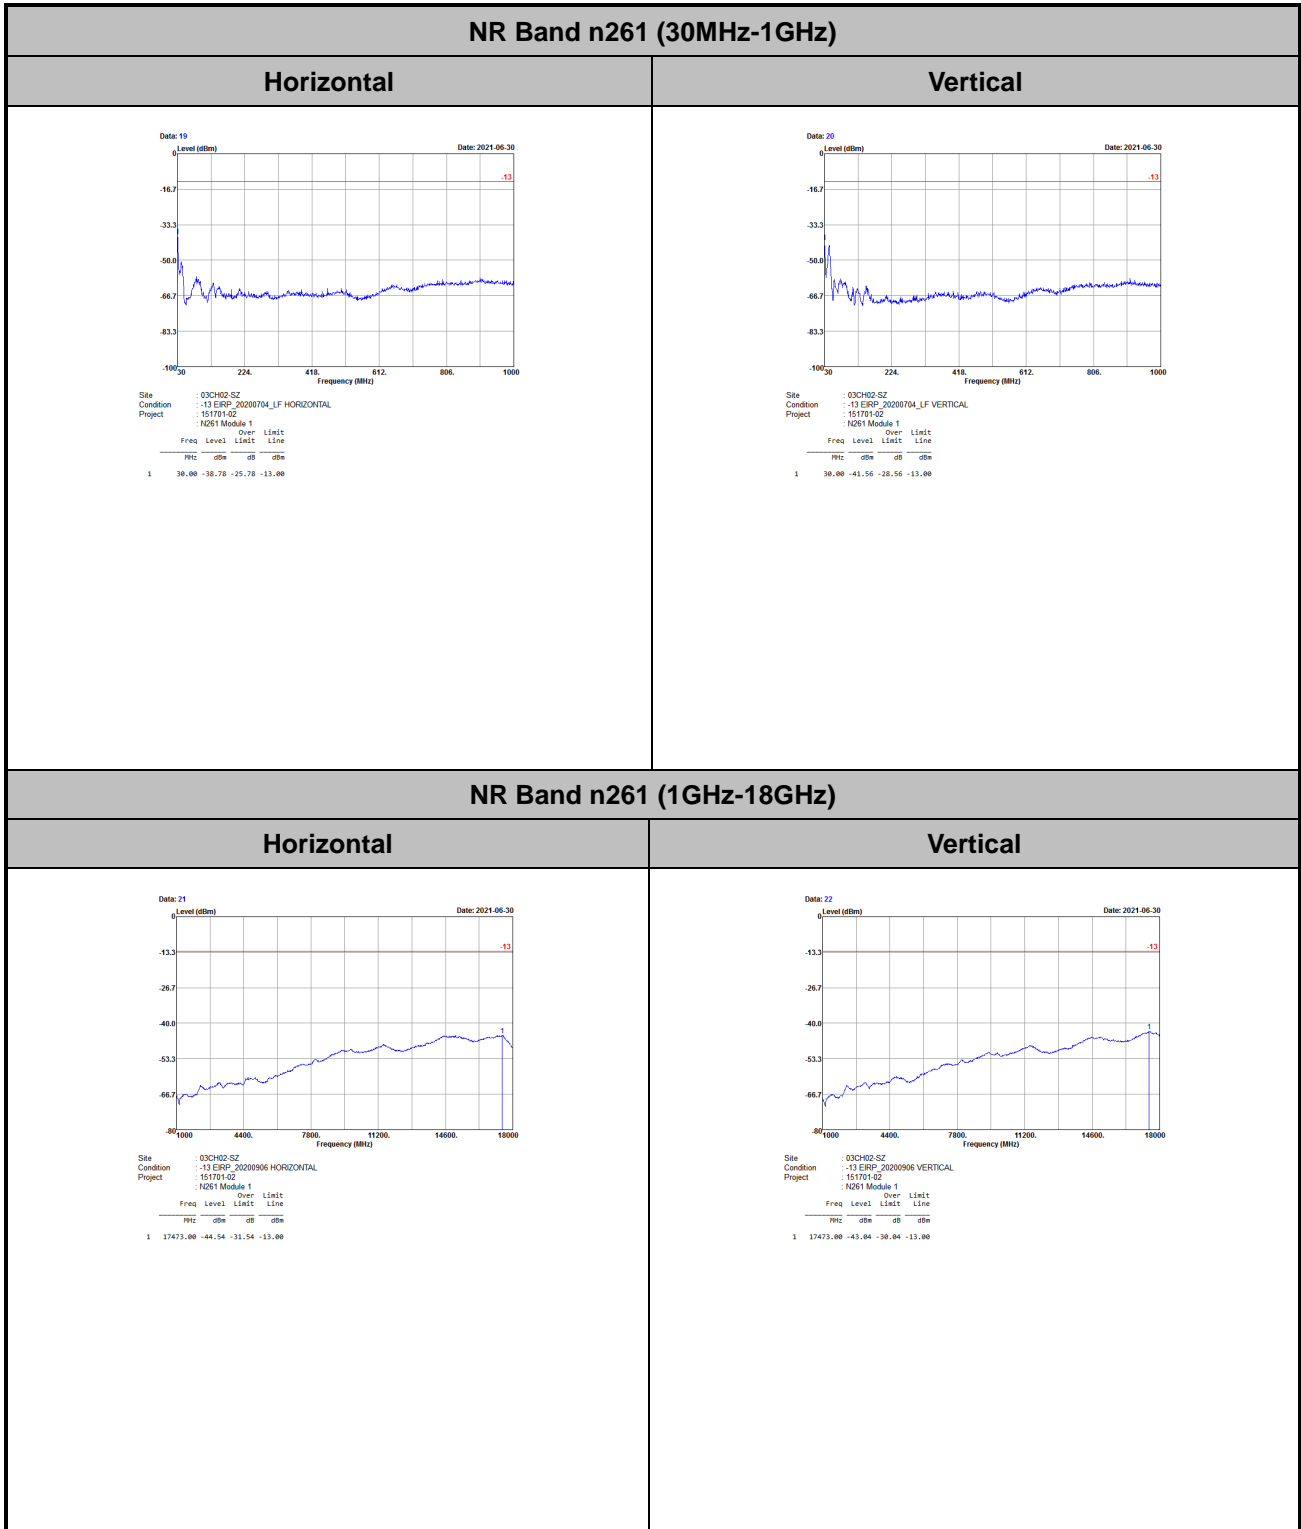 NR Band n261 (30MHz-1GHz)
Horizontal
Vertical
Data: 19
Level (dBm)
Date: 2021-06-30
0
-13
-16.7
-33.3
-50.0
-66.7
-83.3
-100
30
224.
418.
612.
806.
1000
Frequency (MHz)
Site : 03CH02-SZ
Condition : -13 EIRP_20200704_LF HORIZONTAL
Project : 151701-02
: N261 Module 1
Over Limit
Freq Level Limit Line
MHz dBm dB dBm
1 30.00 -38.78 -25.78 -13.00
Data: 20
Level (dBm)
Date: 2021-06-30
0
-13
-16.7
-33.3
-50.0
-66.7
-83.3
-100
30
224.
418.
612.
806.
1000
Frequency (MHz)
Site : 03CH02-SZ
Condition : -13 EIRP_20200704_LF VERTICAL
Project : 151701-02
: N261 Module 1
Over Limit
Freq Level Limit Line
MHz dBm dB dBm
1 30.00 -41.56 -28.56 -13.00
NR Band n261 (1GHz-18GHz)
Horizontal
Vertical
Data: 21
Level (dBm)
Date: 2021-06-30
0
-13
-13.3
-26.7
-40.0
1
-53.3
-66.7
-80
1000
4400.
7800.
11200.
14600.
18000
Frequency (MHz)
Site : 03CH02-SZ
Condition : -13 EIRP_20200906 HORIZONTAL
Project : 151701-02
: N261 Module 1
Over Limit
Freq Level Limit Line
MHz dBm dB dBm
1 17473.00 -44.54 -31.54 -13.00
Data: 22
Level (dBm)
Date: 2021-06-30
0
-13
-13.3
-26.7
-40.0
1
-53.3
-66.7
-80
1000
4400.
7800.
11200.
14600.
18000
Frequency (MHz)
Site : 03CH02-SZ
Condition : -13 EIRP_20200906 VERTICAL
Project : 151701-02
: N261 Module 1
Over Limit
Freq Level Limit Line
MHz dBm dB dBm
1 17473.00 -43.04 -30.04 -13.00